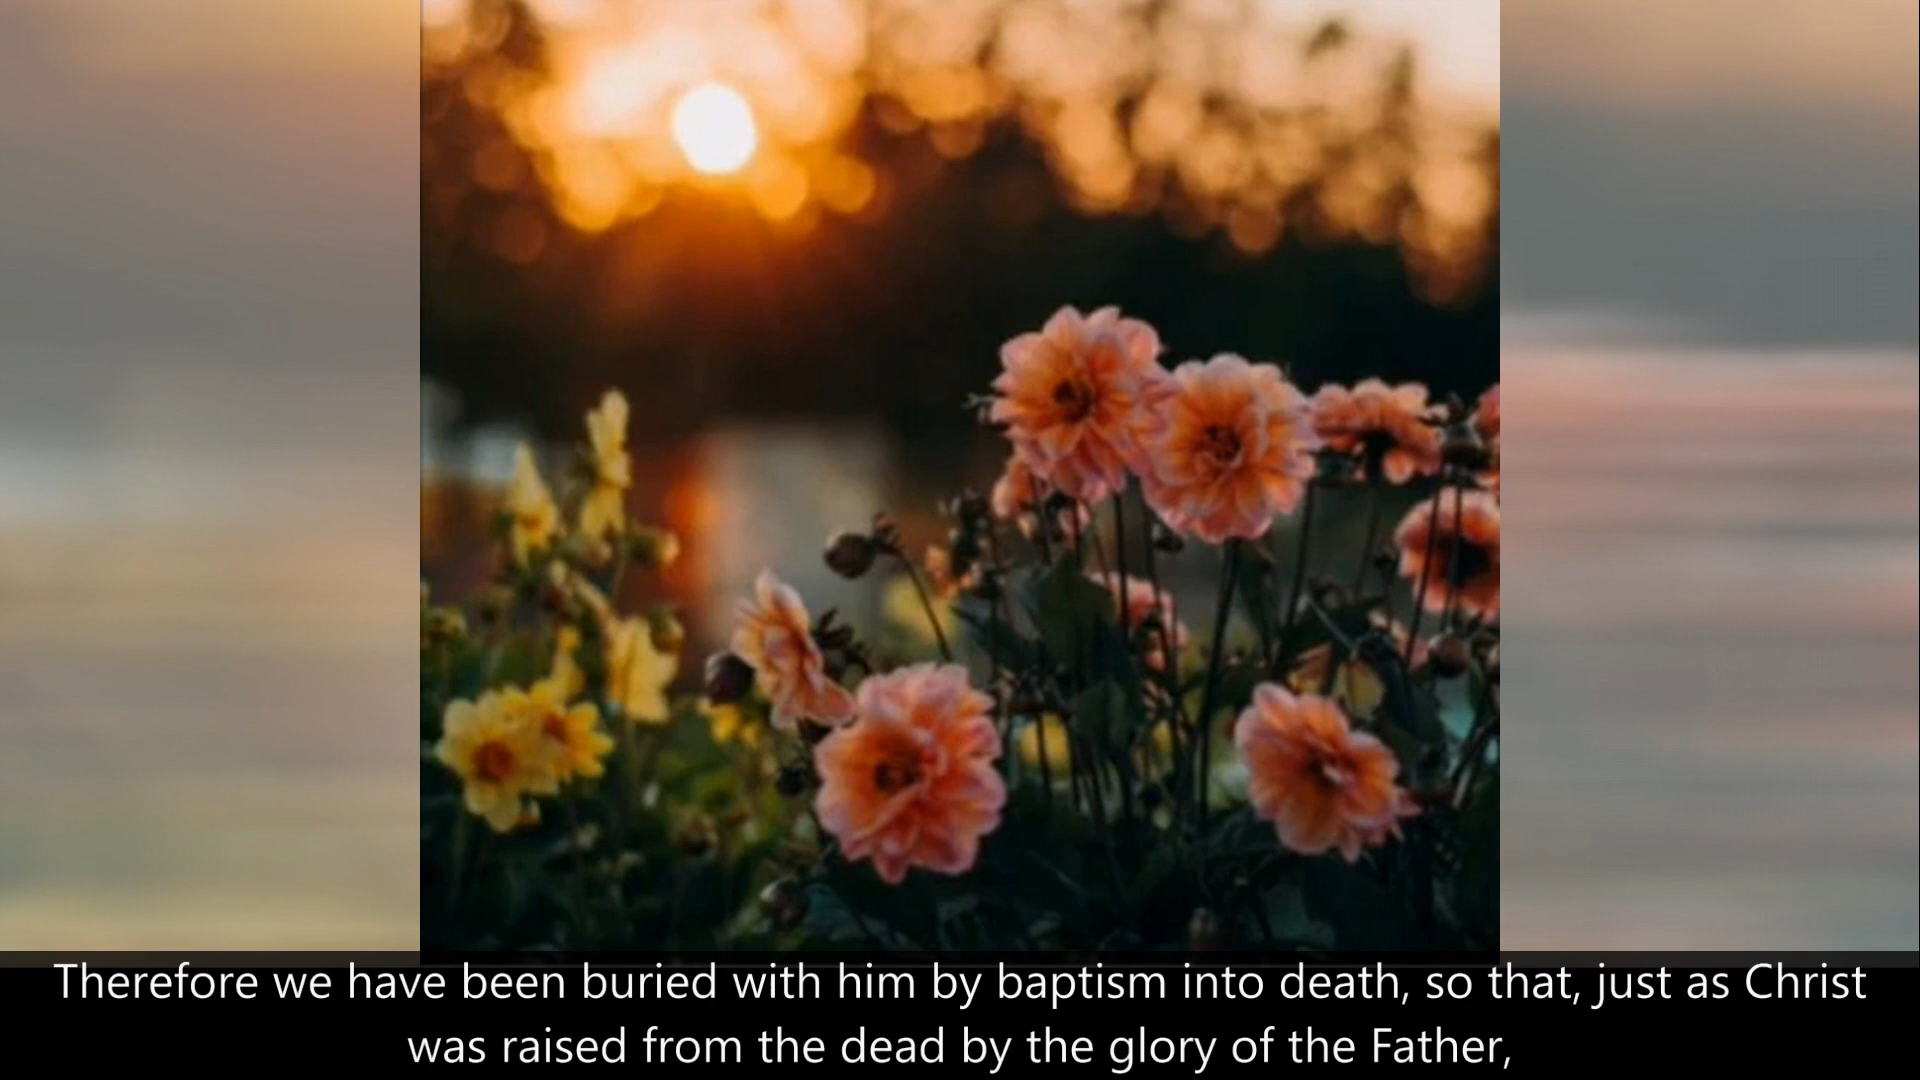 Therefore we have been buried with him by baptism into death, so that, just as Christ
was raised from the dead by the glory of the Father,